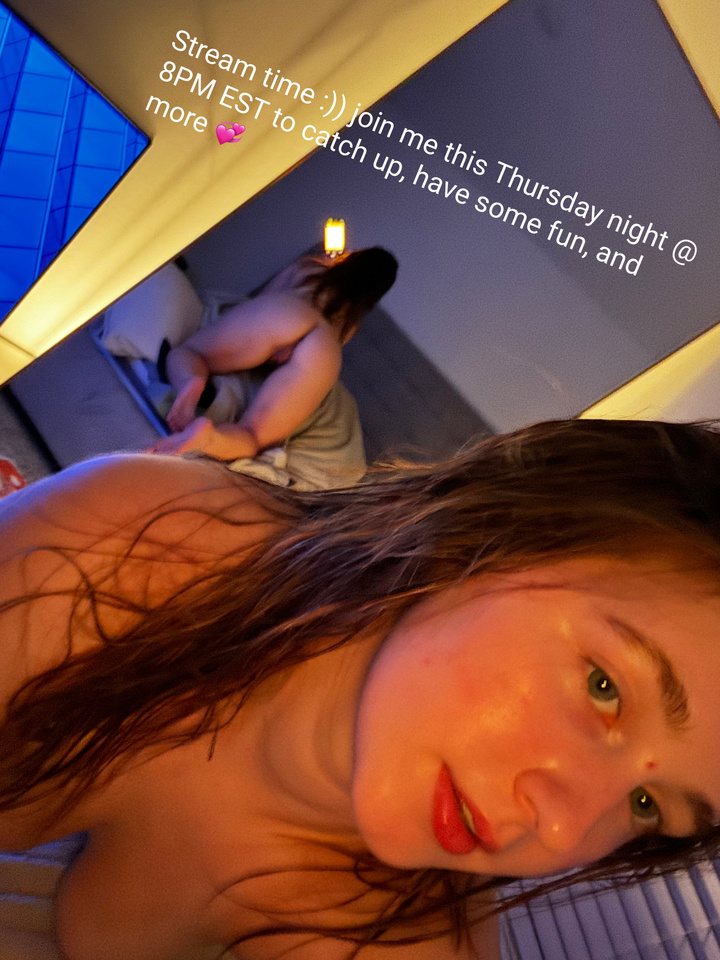 Stream time :)) join me this Thursday night @
8PM EST to catch up, have some fun, and
more 💞